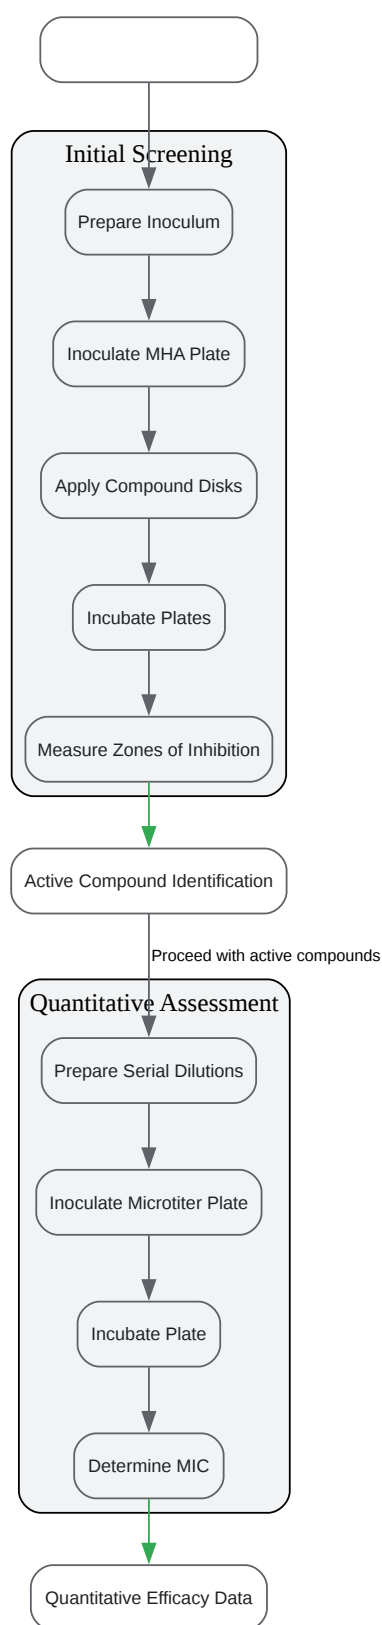 Initial Screening
Prepare Inoculum
Inoculate MHA Plate
Apply Compound Disks
Incubate Plates
Measure Zones of Inhibition
Active Compound Identification
Proceed with active compounds
Quantitative Assessment
Prepare Serial Dilutions
Inoculate Microtiter Plate
Incubate Plate
Determine MIC
Quantitative Efficacy Data